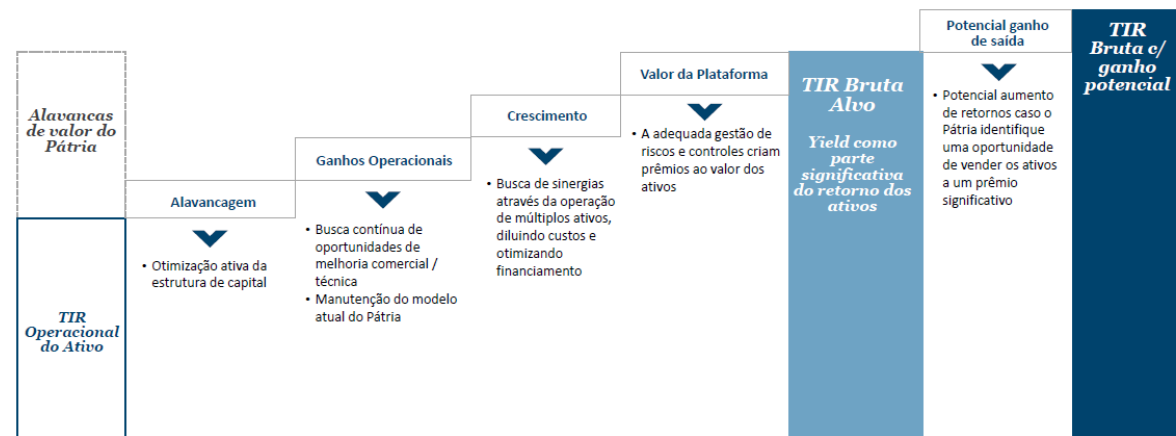 Alavancas
de valor do
Pátria
TIR
Operacional
do Ativo
Alavancagem
• Otimização ativa da
estrutura de capital
Ganhos Operacionais
• Busca contínua de
oportunidades de
melhoria comercial /
técnica
• Manutenção do modelo
atual do Pátria
Crescimento
• Busca de sinergias
através da operação
de múltiplos ativos,
diluindo custos e
otimizando
financiamento
Valor da Plataforma
• A adequada gestão de
riscos e controles criam
prêmios ao valor dos
ativos
TIR Bruta
Alvo
Yield como
parte
significativa
do retorno dos
ativos
Potencial ganho
de saída
• Potencial aumento
de retornos caso o
Pátria identifique
uma oportunidade
de vender os ativos
a um prêmio
significativo
TIR
Bruta c/
ganho
potencial